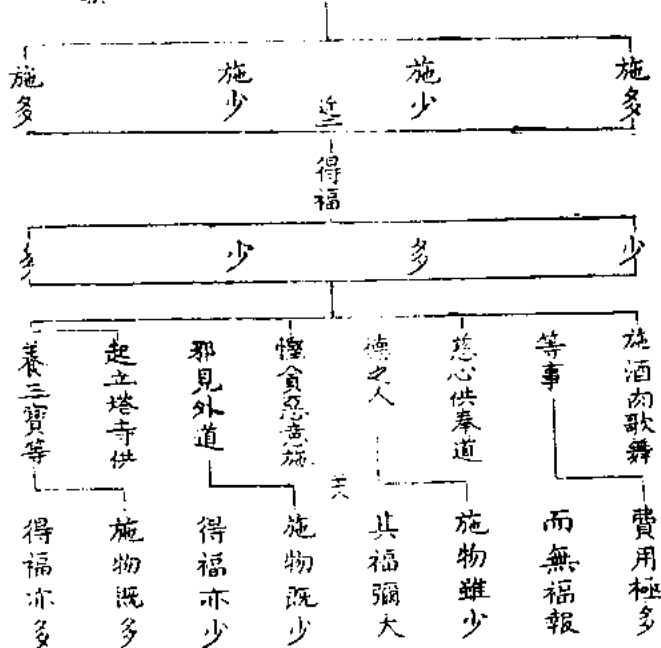 施多
施少
施少
施多
得福
少
多
少
多
施酒肉歌舞
等事
慈心供奉道
德之人
慳貪惡意施
邪見外道
起立塔寺供
養三寶等
費用極多
而無福報
施物雖少
其福彌大
施物既少
得福亦少
施物既多
得福亦多